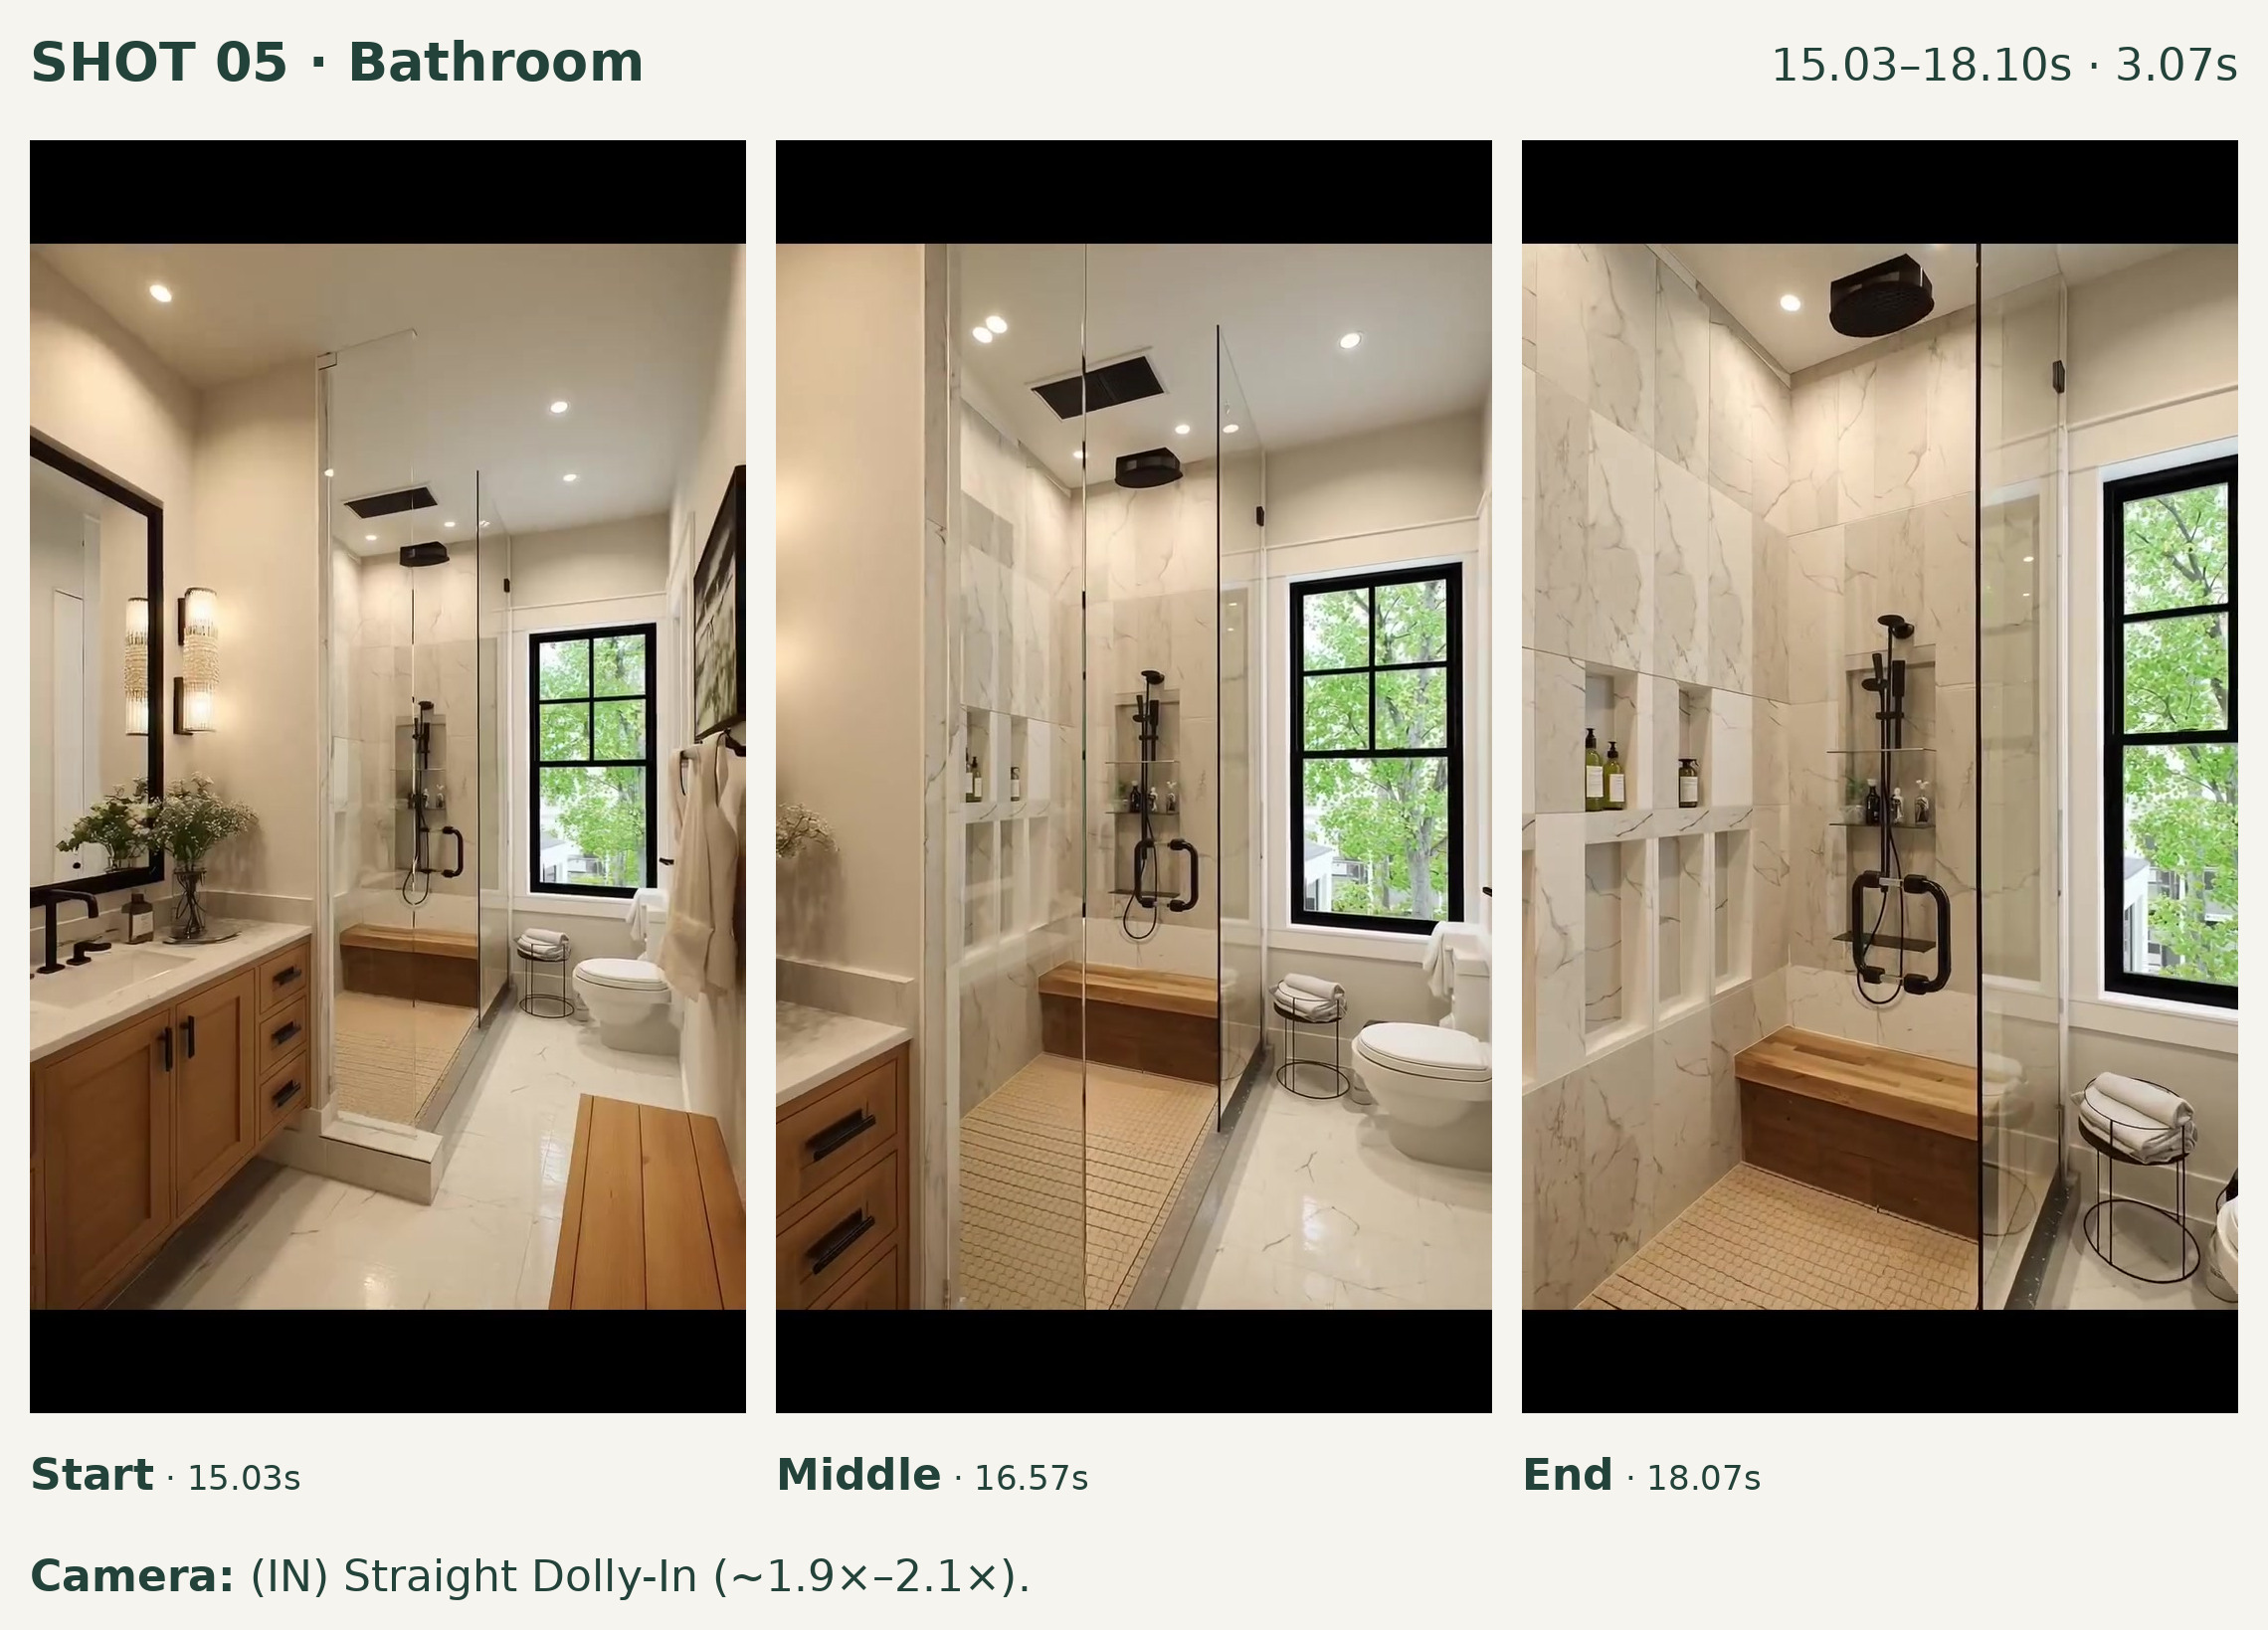 SHOT 05 · Bathroom
15.03–18.10s · 3.07s
Start · 15.03s
Middle · 16.57s
End · 18.07s
Camera: (IN) Straight Dolly-In (~1.9×–2.1×).